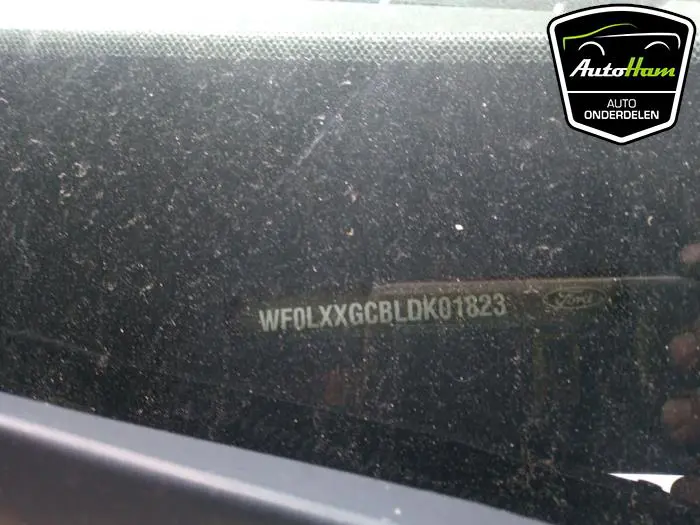 AutoHam
AUTO
ONDERDELEN
WF0LXXGCBLDK01823
Ford